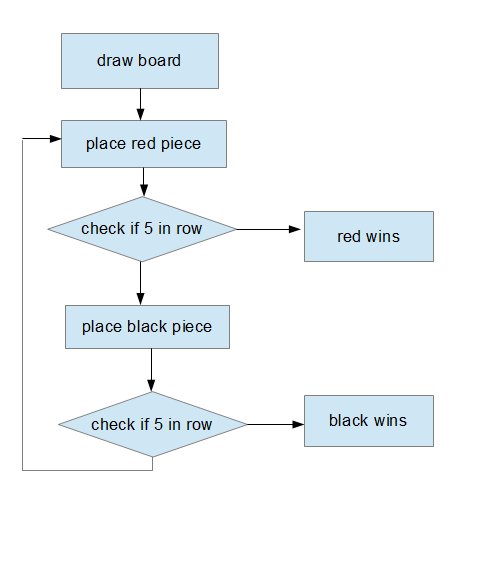 draw board
place red piece
check if 5 in row
red wins
place black piece
check if 5 in row
black wins